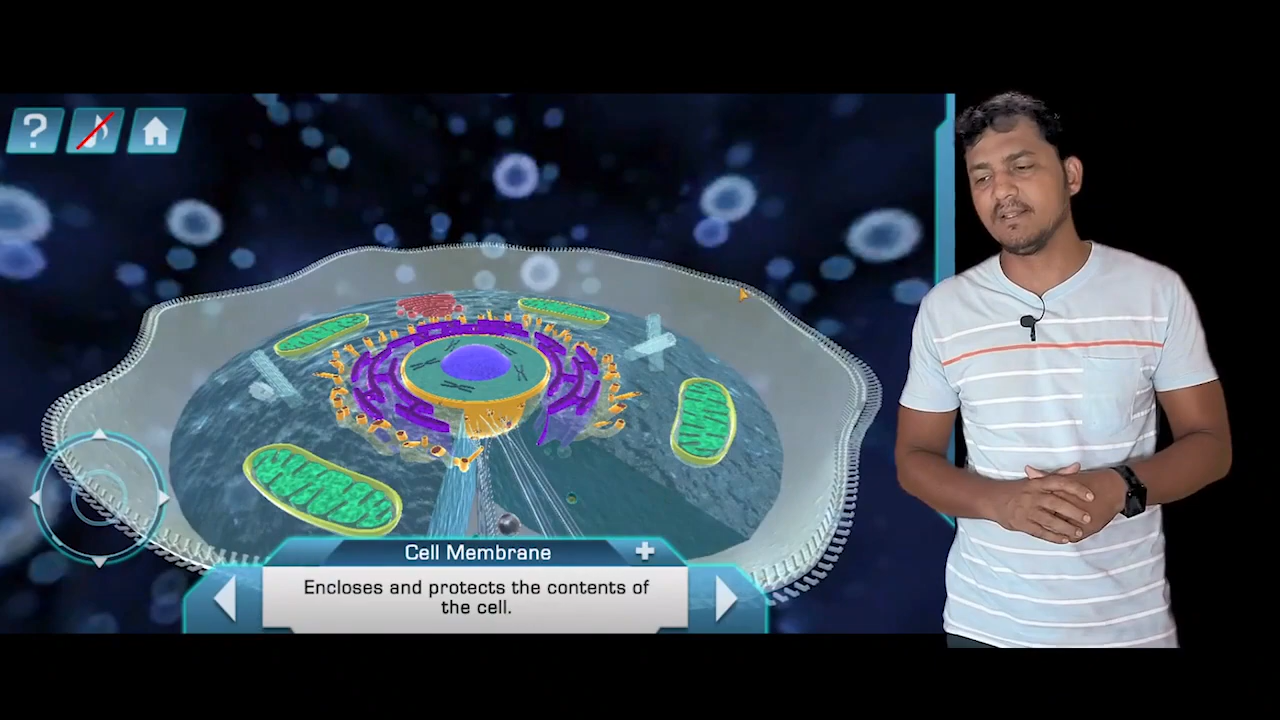 ?
Cell Membrane
Encloses and protects the contents of
the cell.